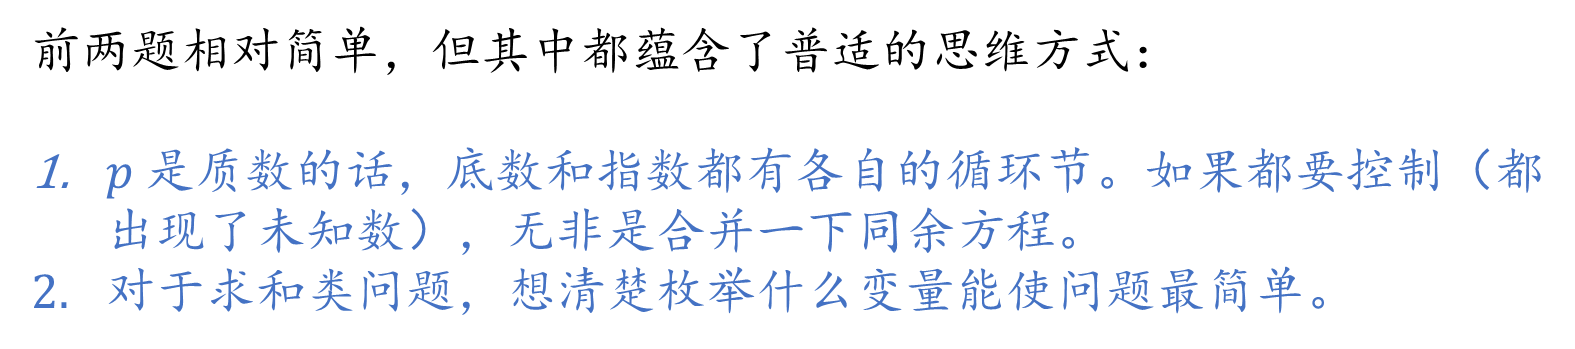 前两题相对简单，但其中都蕴含了普适的思维方式：
1. p 是质数的话，底数和指数都有各自的循环节。如果都要控制（都
出现了未知数），无非是合并一下同余方程。
2. 对于求和类问题，想清楚枚举什么变量能使问题最简单。